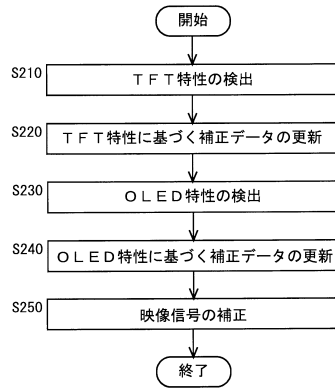 開始
S210
TFT特性の検出
S220
TFT特性に基づく補正データの更新
S230
OLED特性の検出
S240
OLED特性に基づく補正データの更新
S250
映像信号の補正
終了